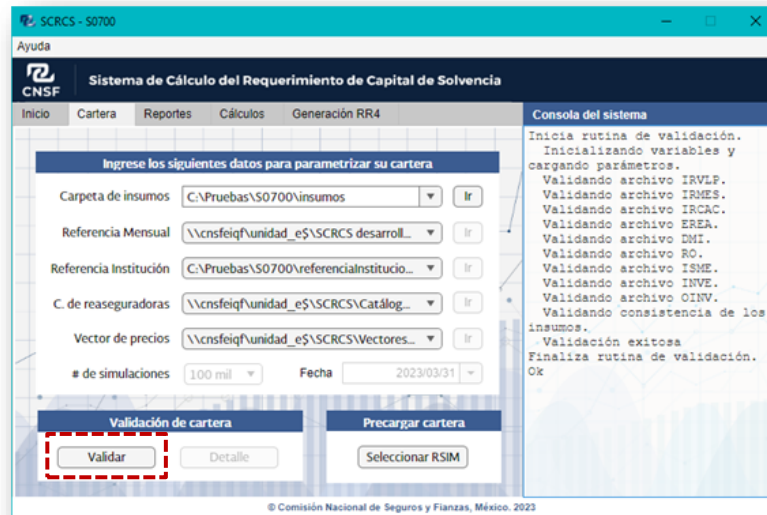 SCRCS - S0700
Ayuda
CNSF
Sistema de Cálculo del Requerimiento de Capital de Solvencia
Inicio Cartera Reportes Cálculos Generación RR4
Ingrese los siguientes datos para parametrizar su cartera
Carpeta de insumos C:\Pruebas\S0700\insumos Ir
Referencia Mensual \\cnsfeiqf\unidad_e$\SCRCS desarroll... Ir
Referencia Institución C:\Pruebas\S0700\referenciaInstitucio... Ir
C. de reaseguradoras \\cnsfeiqf\unidad_e$\SCRCS\Catálog... Ir
Vector de precios \\cnsfeiqf\unidad_e$\SCRCS\Vectores... Ir
# de simulaciones 100 mil Fecha 2023/03/31
Validación de cartera
Validar Detalle
Precargar cartera
Seleccionar RSIM
Consola del sistema
Inicia rutina de validación.
Inicializando variables y
cargando parámetros.
Validando archivo IRVLP.
Validando archivo IRMES.
Validando archivo IRCAC.
Validando archivo EREA.
Validando archivo DMI.
Validando archivo RO.
Validando archivo ISME.
Validando archivo INVE.
Validando archivo OINV.
Validando consistencia de los
insumos.
Validación exitosa
Finaliza rutina de validación.
Ok
© Comisión Nacional de Seguros y Fianzas, México. 2023